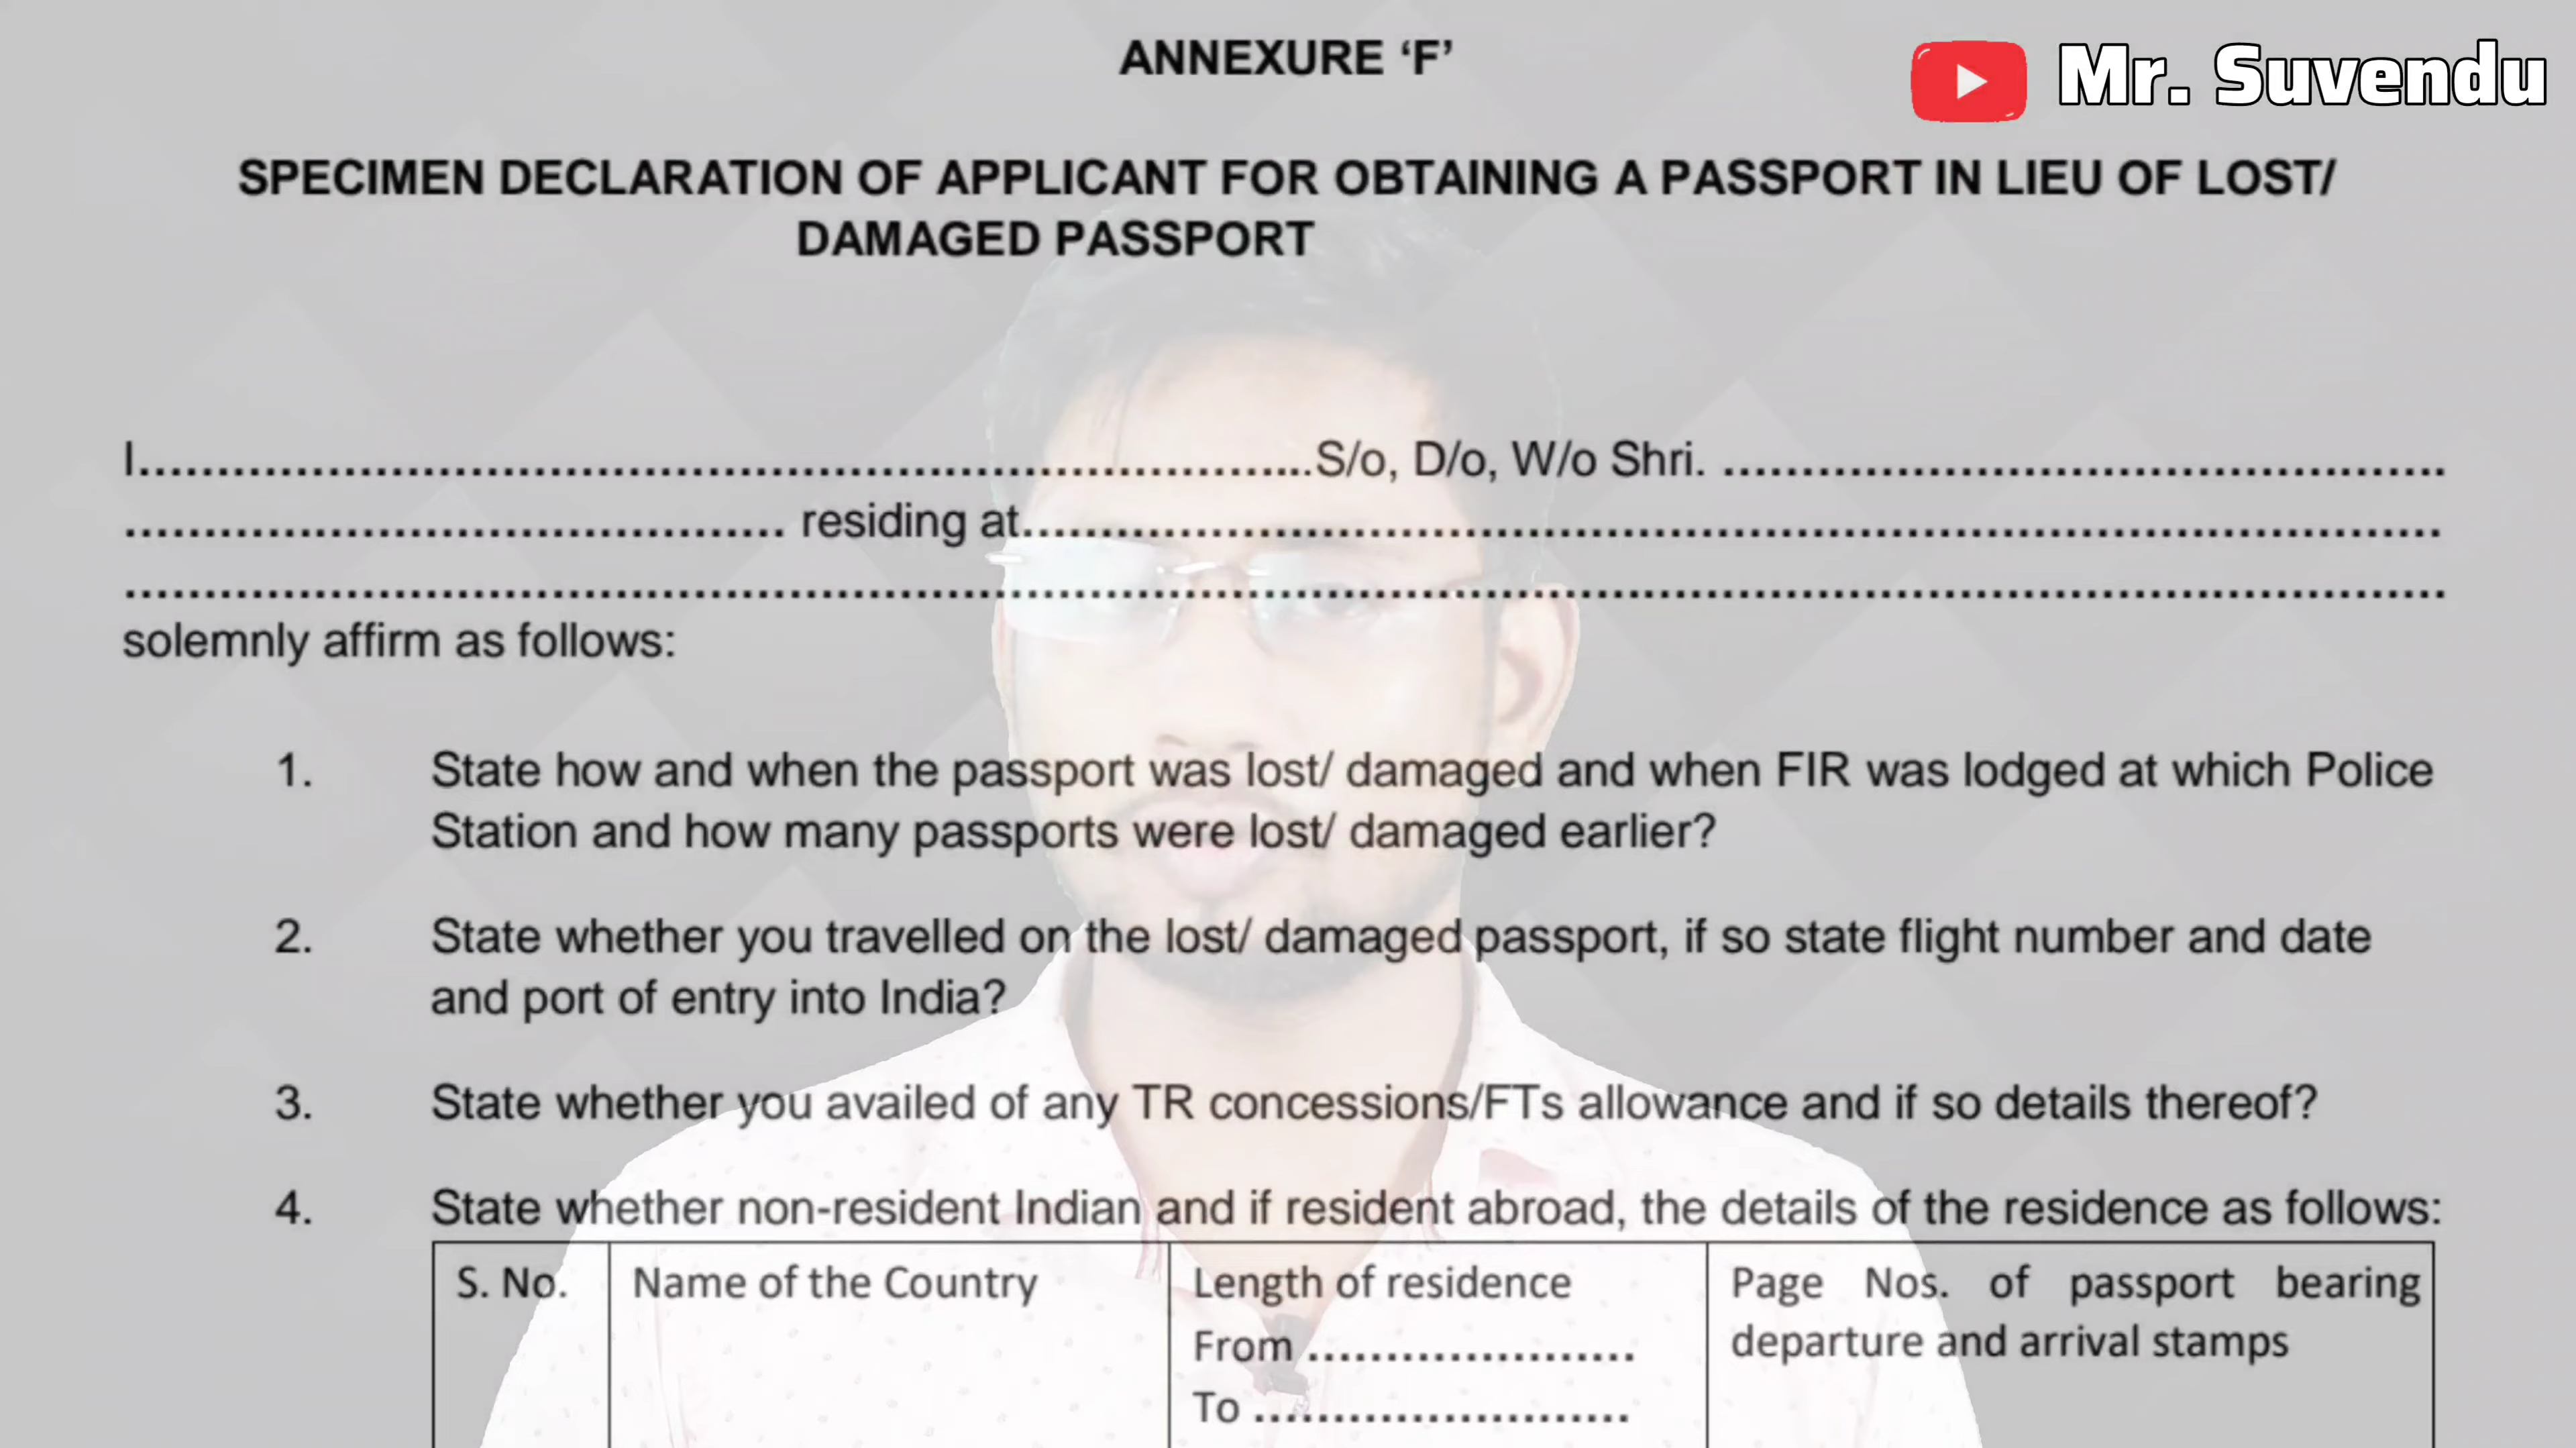 ANNEXURE ‘F’
Mr. Suvendu
SPECIMEN DECLARATION OF APPLICANT FOR OBTAINING A PASSPORT IN LIEU OF LOST/
DAMAGED PASSPORT
I..........................................................................S/o, D/o, W/o Shri. ..............................................
.......................................... residing at..........................................................................................
....................................................................................................................................................
solemnly affirm as follows:
1. State how and when the passport was lost/ damaged and when FIR was lodged at which Police
Station and how many passports were lost/ damaged earlier?
2. State whether you travelled on the lost/ damaged passport, if so state flight number and date
and port of entry into India?
3. State whether you availed of any TR concessions/FTs allowance and if so details thereof?
4. State whether non-resident Indian and if resident abroad, the details of the residence as follows:
S. No. Name of the Country Length of residence Page Nos. of passport bearing
From ..................... departure and arrival stamps
To ........................